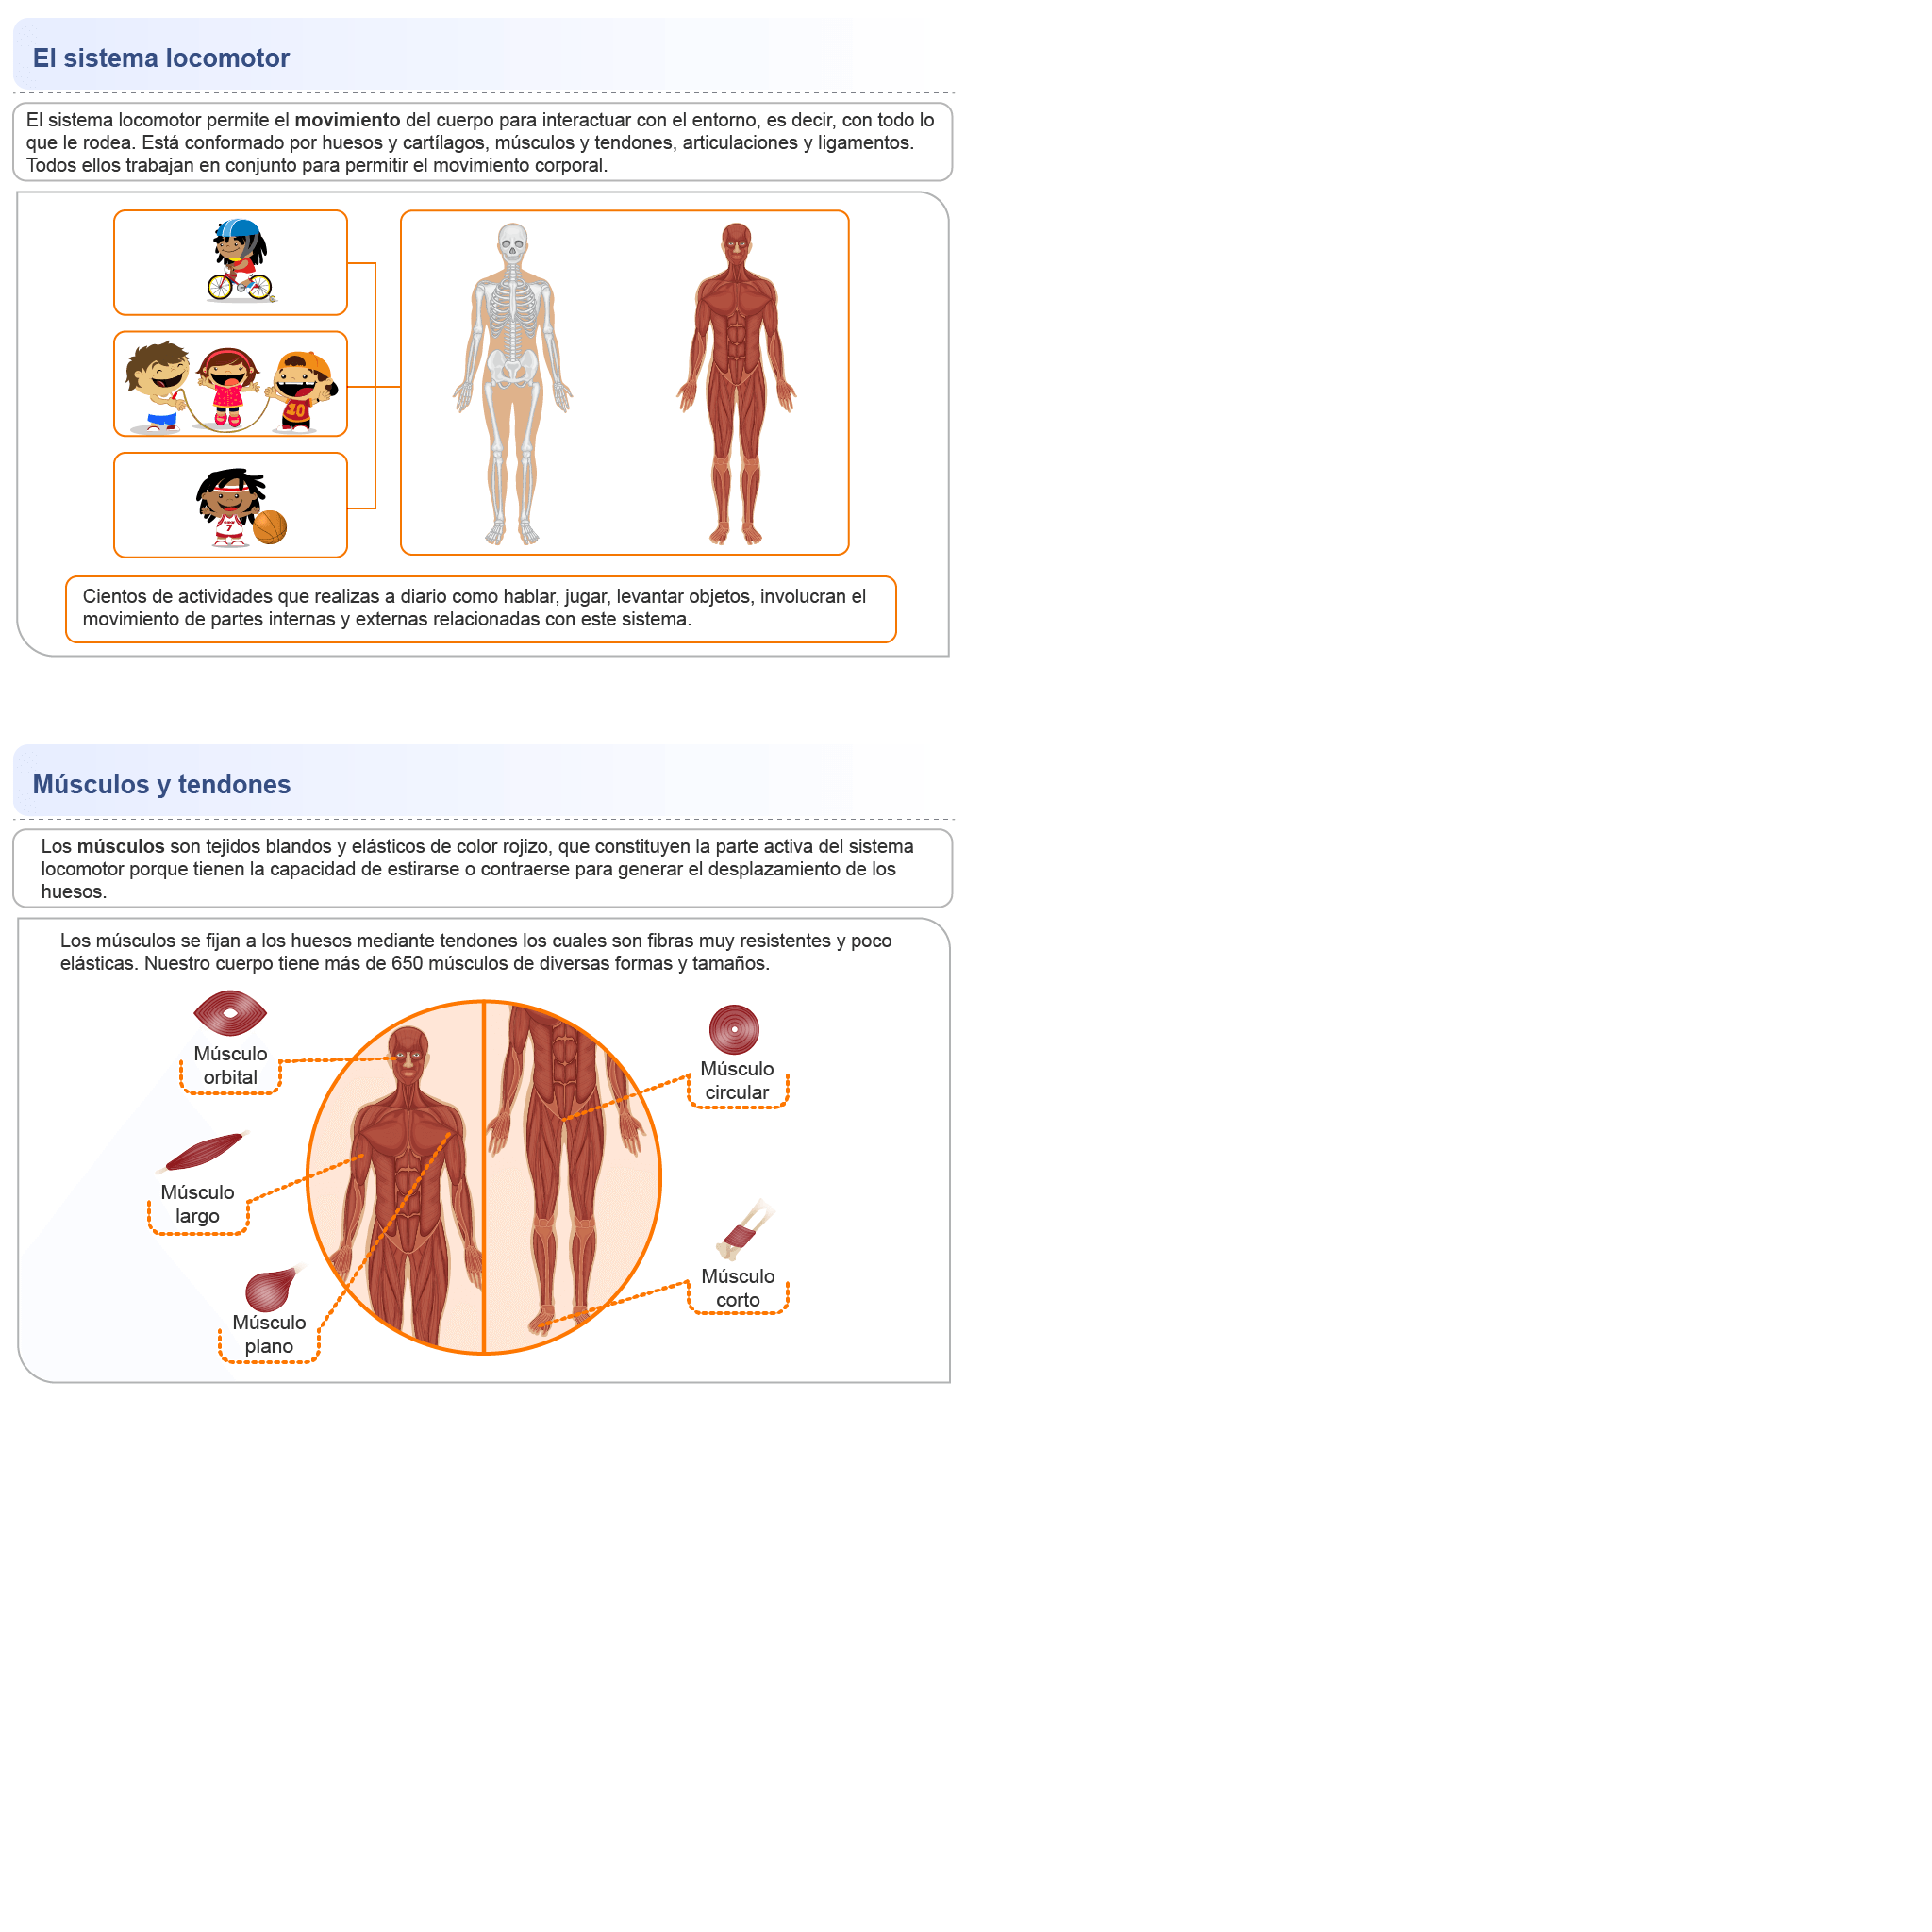 El sistema locomotor
El sistema locomotor permite el movimiento del cuerpo para interactuar con el entorno, es decir, con todo lo
que le rodea. Está conformado por huesos y cartílagos, músculos y tendones, articulaciones y ligamentos.
Todos ellos trabajan en conjunto para permitir el movimiento corporal.
10
7
Cientos de actividades que realizas a diario como hablar, jugar, levantar objetos, involucran el
movimiento de partes internas y externas relacionadas con este sistema.
Músculos y tendones
Los músculos son tejidos blandos y elásticos de color rojizo, que constituyen la parte activa del sistema
locomotor porque tienen la capacidad de estirarse o contraerse para generar el desplazamiento de los
huesos.
Los músculos se fijan a los huesos mediante tendones los cuales son fibras muy resistentes y poco
elásticas. Nuestro cuerpo tiene más de 650 músculos de diversas formas y tamaños.
Músculo
orbital
Músculo
largo
Músculo
plano
Músculo
circular
Músculo
corto